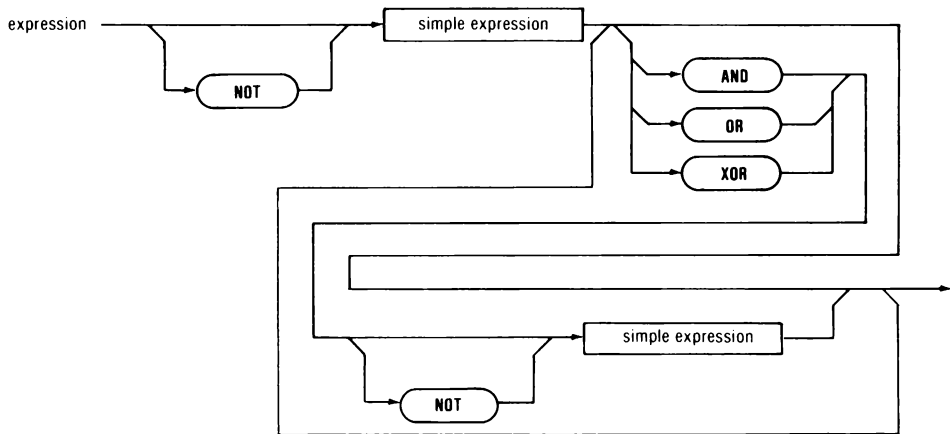 expression
simple expression
NOT
AND
OR
XOR
simple expression
NOT